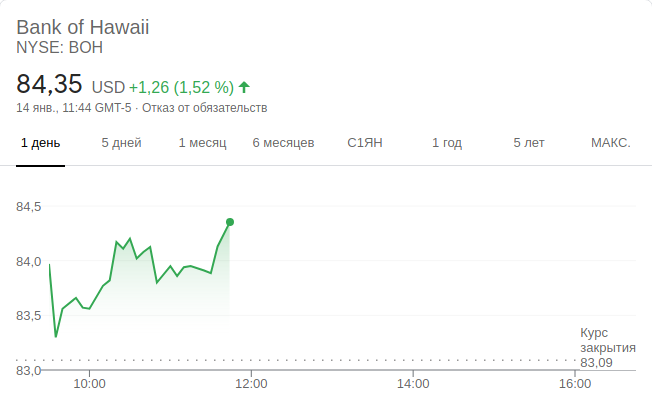 Bank of Hawaii
NYSE: BOH
84,35 USD +1,26 (1,52 %)
14 янв., 11:44 GMT-5 · Отказ от обязательств
1 день 5 дней 1 месяц 6 месяцев С1ЯН 1 год 5 лет МАКС.
84,5
84,0
83,5
83,0
Курс
закрытия
83,09
10:00 12:00 14:00 16:00